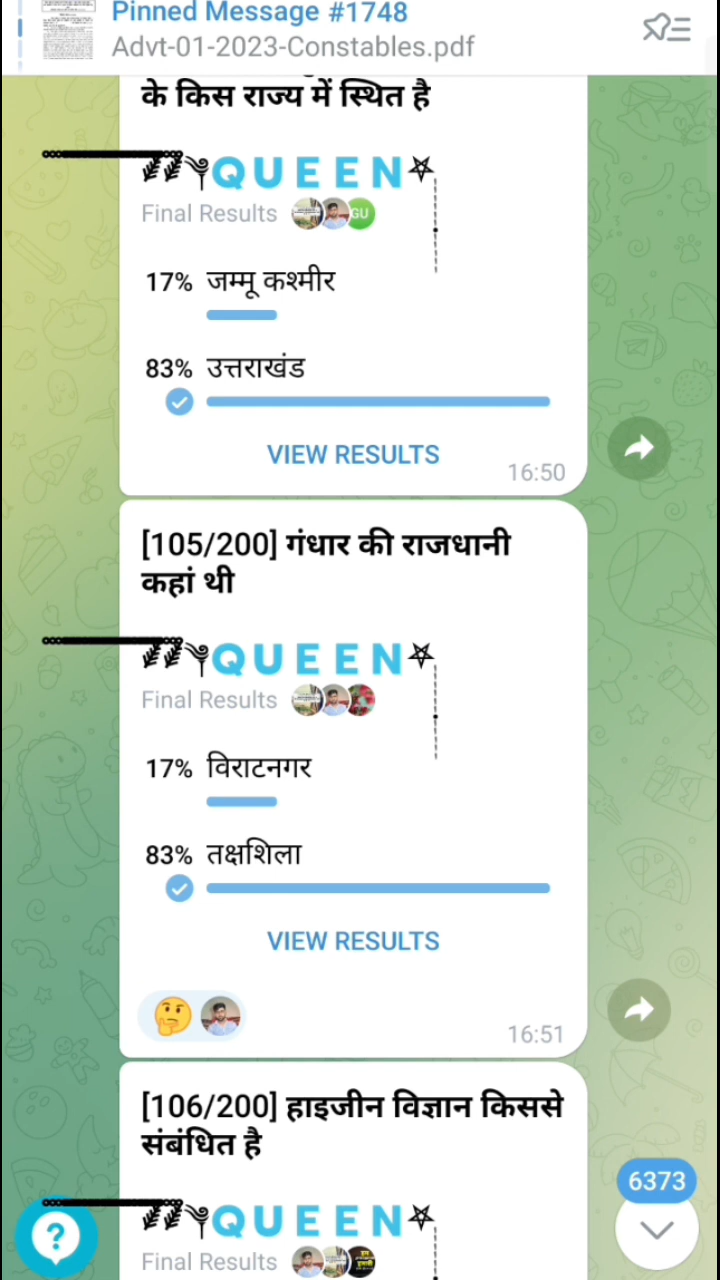 Pinned Message #1748
Advt-01-2023-Constables.pdf
के किस राज्य में स्थित है
QUEEN
Final Results
GU
17% जम्मू कश्मीर
83% उत्तराखंड
VIEW RESULTS
16:50
[105/200] गंधार की राजधानी
कहां थी
QUEEN
Final Results
17% विराटनगर
83% तक्षशिला
VIEW RESULTS
16:51
[106/200] हाइजीन विज्ञान किससे
संबंधित है
6373
QUEEN
?
Final Results